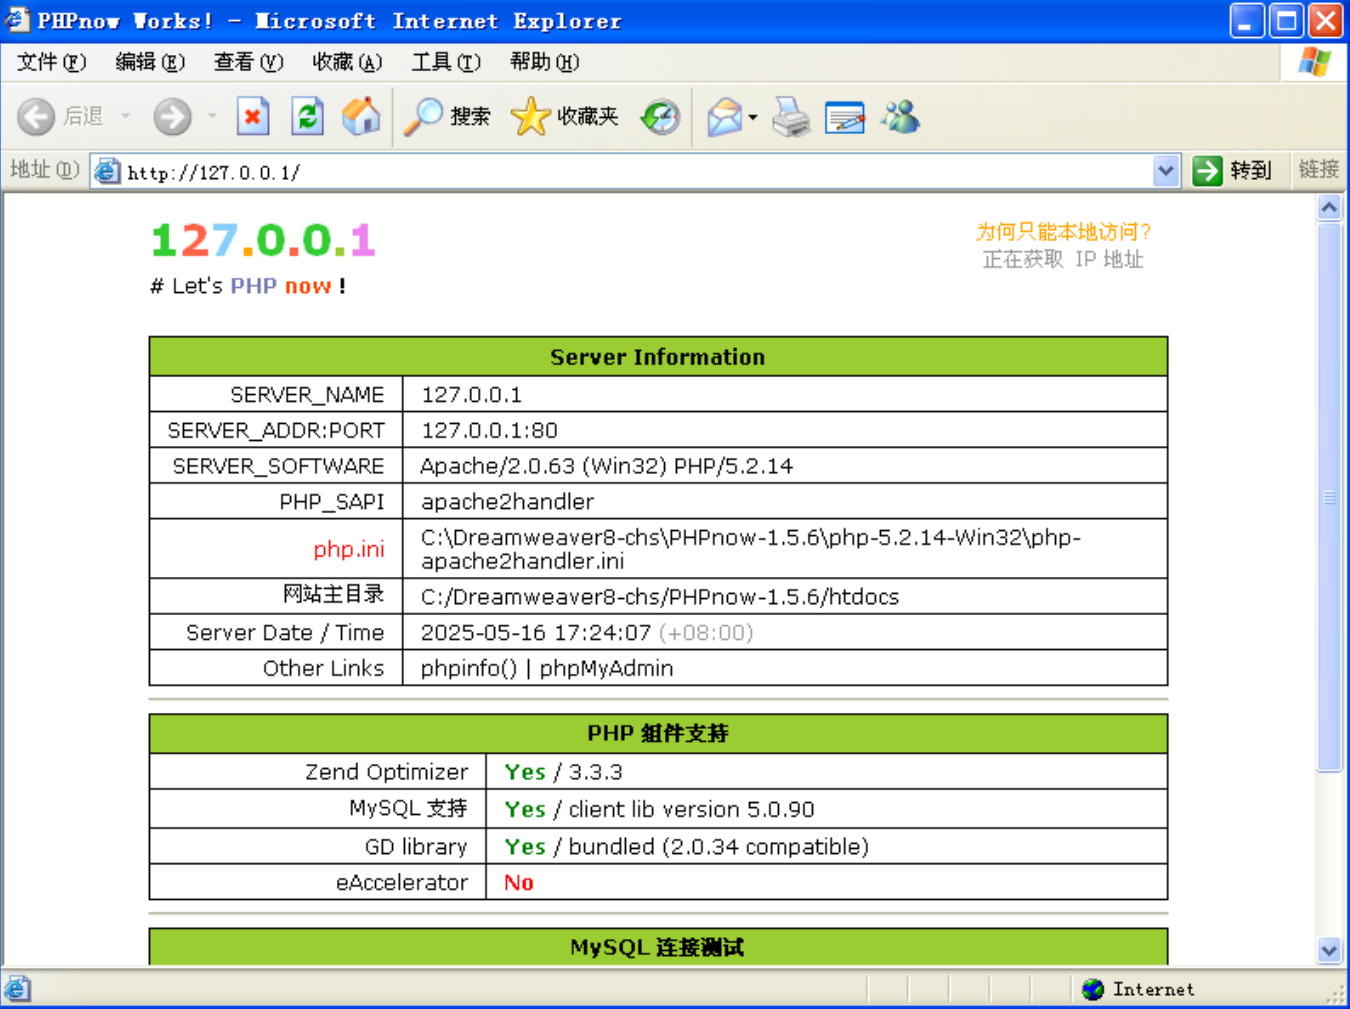 PHPnow Works! - Microsoft Internet Explorer
文件(F) 编辑(E) 查看(V) 收藏(A) 工具(T) 帮助(H)
后退 搜索 收藏夹
地址(D) http://127.0.0.1/ 转到 链接
127.0.0.1
为何只能本地访问?
正在获取 IP 地址
# Let's PHP now !
Server Information
SERVER_NAME 127.0.0.1
SERVER_ADDR:PORT 127.0.0.1:80
SERVER_SOFTWARE Apache/2.0.63 (Win32) PHP/5.2.14
PHP_SAPI apache2handler
php.ini C:\Dreamweaver8-chs\PHPnow-1.5.6\php-5.2.14-Win32\php-
apache2handler.ini
网站主目录 C:/Dreamweaver8-chs/PHPnow-1.5.6/htdocs
Server Date / Time 2025-05-16 17:24:07 (+08:00)
Other Links phpinfo() | phpMyAdmin
PHP 组件支持
Zend Optimizer Yes / 3.3.3
MySQL 支持 Yes / client lib version 5.0.90
GD library Yes / bundled (2.0.34 compatible)
eAccelerator No
MySQL 连接测试
Internet